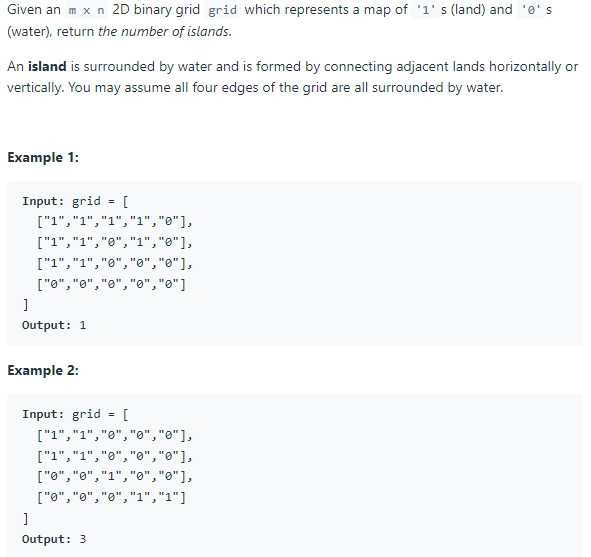 Given an m x n 2D binary grid grid which represents a map of '1' s (land) and '0' s
(water), return the number of islands.
An island is surrounded by water and is formed by connecting adjacent lands horizontally or
vertically. You may assume all four edges of the grid are all surrounded by water.
Example 1:
Input: grid = [
["1","1","1","1","0"],
["1","1","0","1","0"],
["1","1","0","0","0"],
["0","0","0","0","0"]
]
Output: 1
Example 2:
Input: grid = [
["1","1","0","0","0"],
["1","1","0","0","0"],
["0","0","1","0","0"],
["0","0","0","1","1"]
]
Output: 3